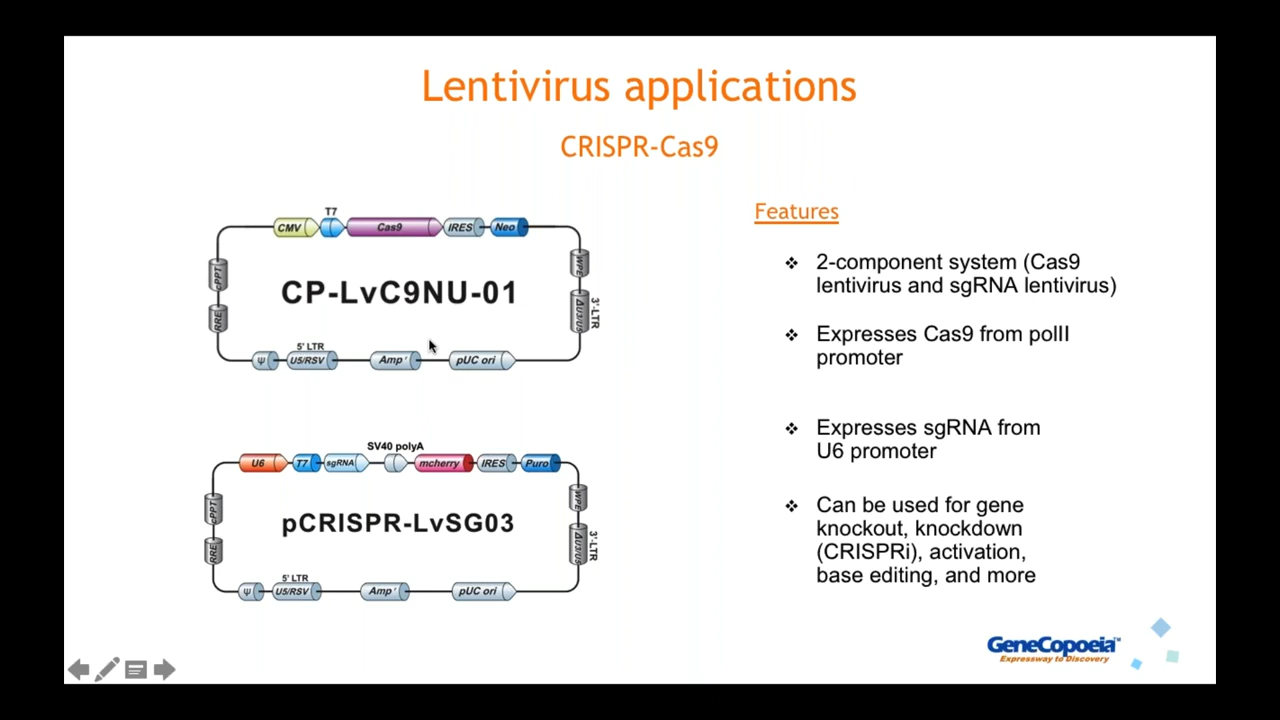 Lentivirus applications
CRISPR-Cas9
T7
CMV
Cas9
IRES
Neo
cPPT
WPE
CP-LvC9NU-01
RRE
ΔU3/U5
3'-LTR
5' LTR
Ψ
U5/RSV
Amp r
pUC ori
SV40 polyA
U6
T7
sgRNA
mcherry
IRES
Puro
cPPT
WPE
pCRISPR-LvSG03
RRE
ΔU3/U5
3'-LTR
5' LTR
Ψ
U5/RSV
Amp r
pUC ori
Features
❖ 2-component system (Cas9
lentivirus and sgRNA lentivirus)
❖ Expresses Cas9 from polII
promoter
❖ Expresses sgRNA from
U6 promoter
❖ Can be used for gene
knockout, knockdown
(CRISPRi), activation,
base editing, and more
GeneCopoeia™
Expressway to Discovery